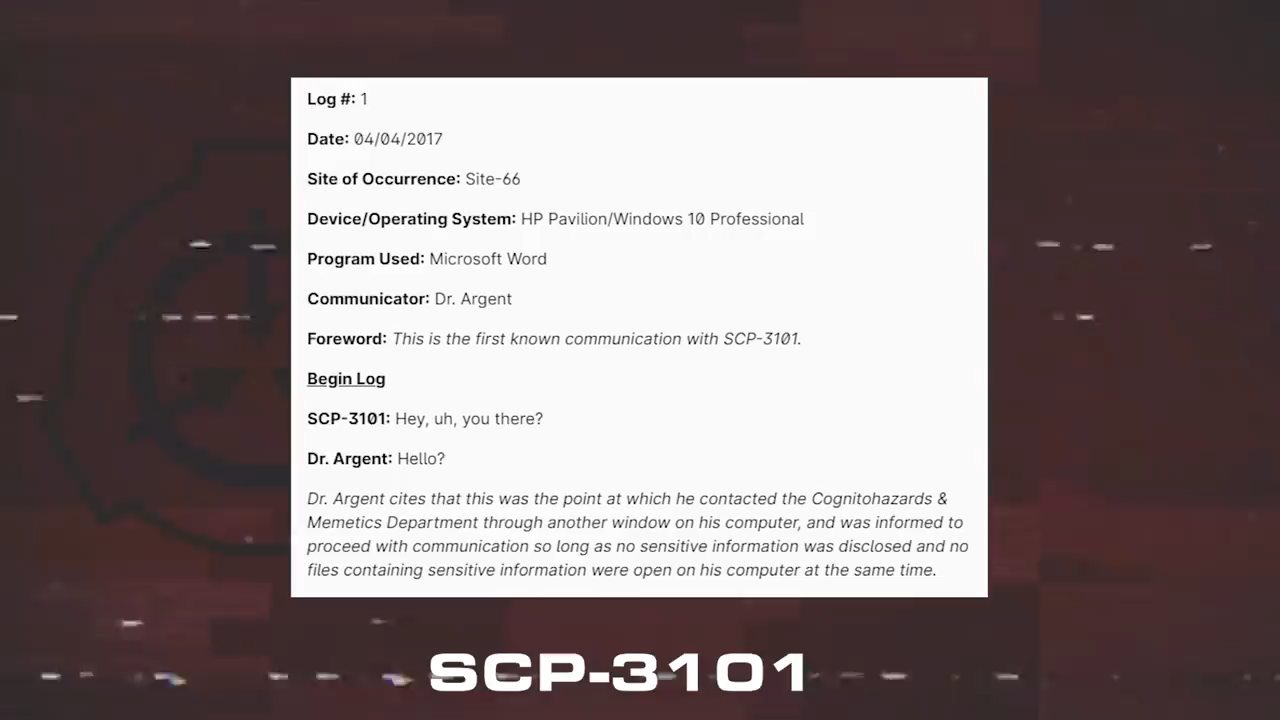 Log #: 1
Date: 04/04/2017
Site of Occurrence: Site-66
Device/Operating System: HP Pavilion/Windows 10 Professional
Program Used: Microsoft Word
Communicator: Dr. Argent
Foreword: This is the first known communication with SCP-3101.
Begin Log
SCP-3101: Hey, uh, you there?
Dr. Argent: Hello?
Dr. Argent cites that this was the point at which he contacted the Cognitohazards &
Memetics Department through another window on his computer, and was informed to
proceed with communication so long as no sensitive information was disclosed and no
files containing sensitive information were open on his computer at the same time.
SCP-3101